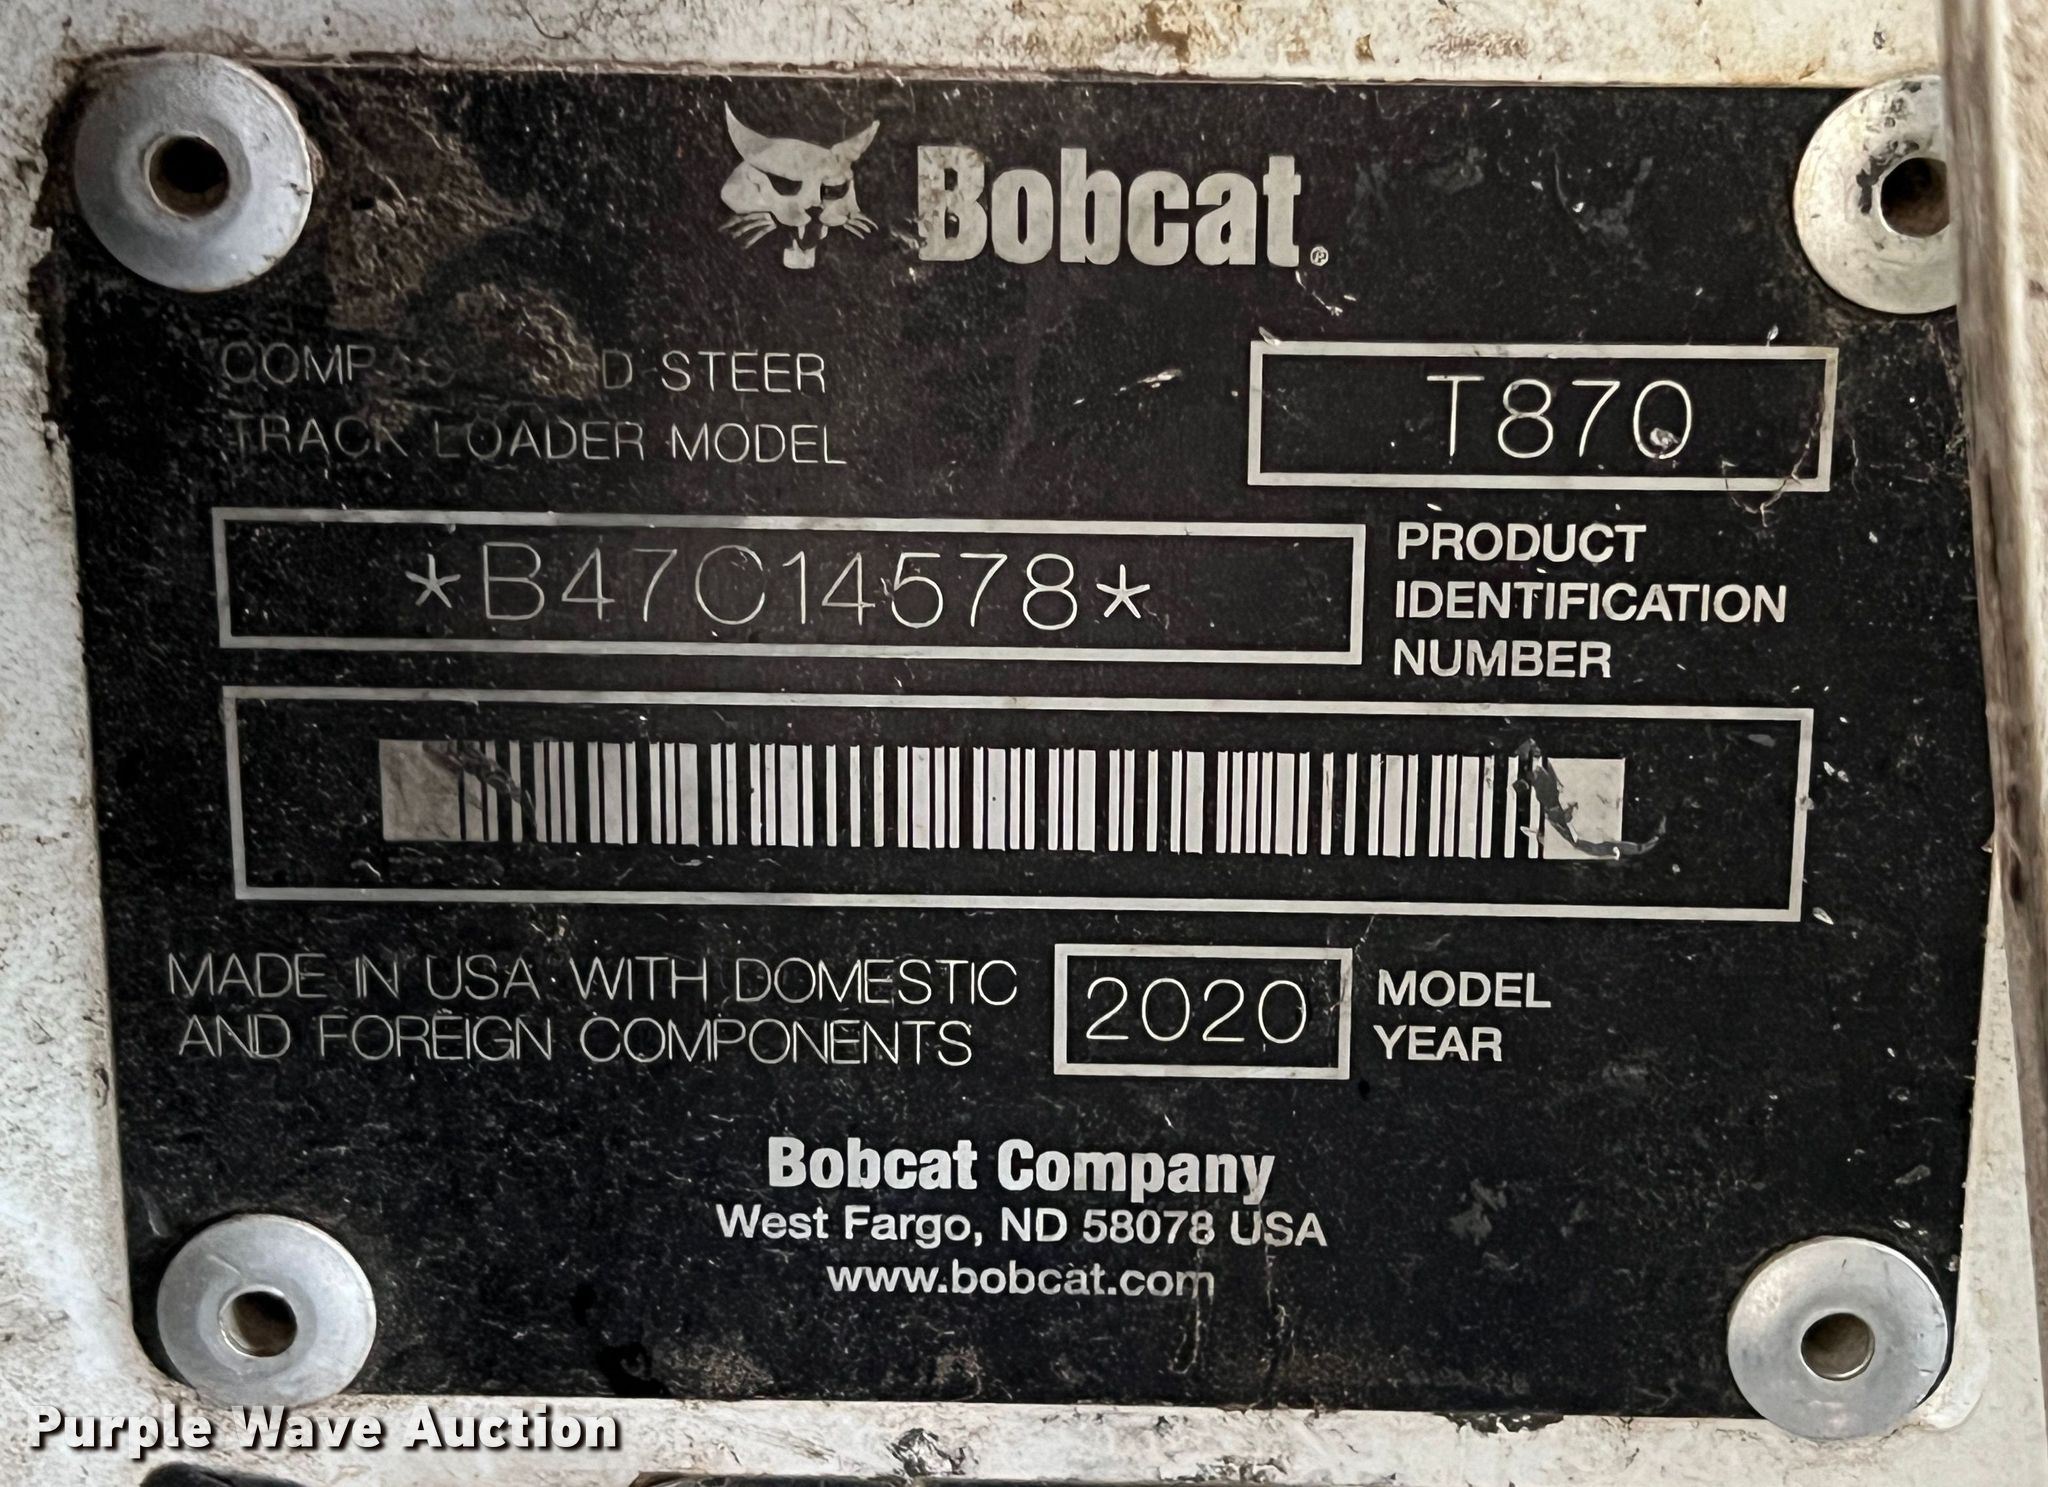 Bobcat®
STEER
TRACK LOADER MODEL
T870
*B47C14578*
PRODUCT
IDENTIFICATION
NUMBER
MADE IN USA WITH DOMESTIC
AND FOREIGN COMPONENTS
2020
MODEL
YEAR
Bobcat Company
West Fargo, ND 58078 USA
www.bobcat.com
Purple Wave Auction